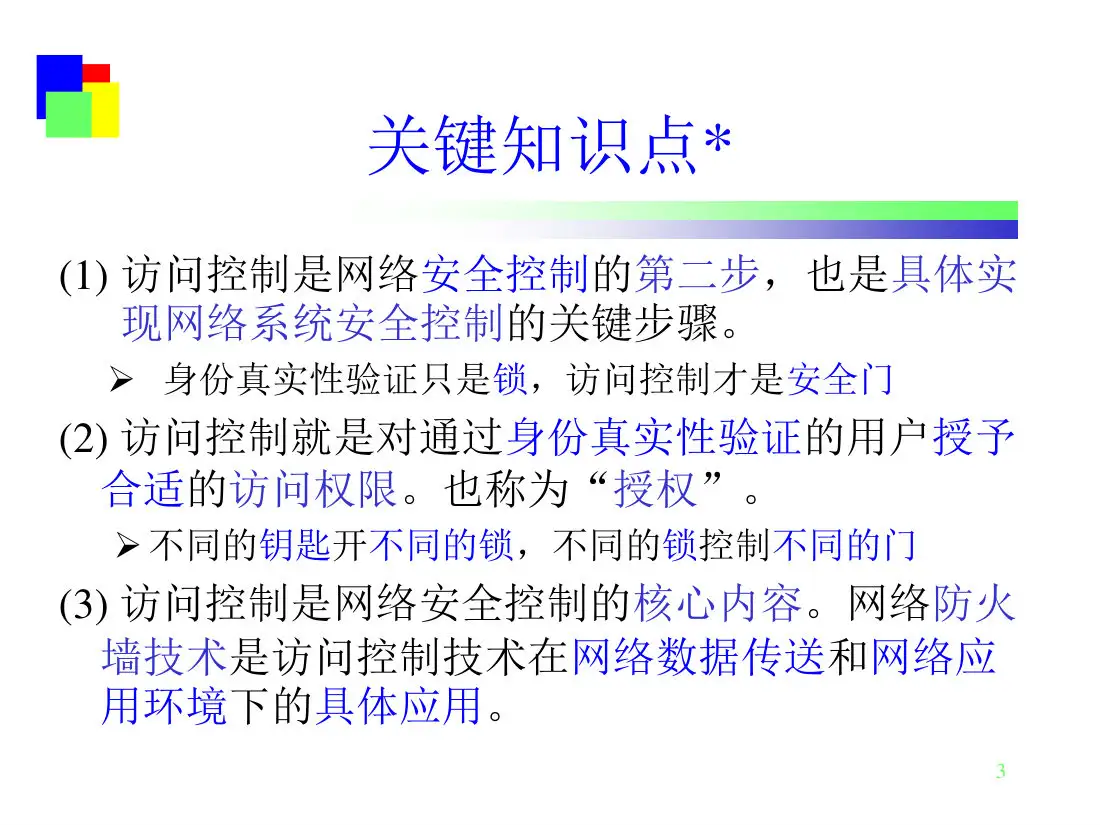 关键知识点*
(1) 访问控制是网络安全控制的第二步，也是具体实
现网络系统安全控制的关键步骤。
➢ 身份真实性验证只是锁，访问控制才是安全门
(2) 访问控制就是对通过身份真实性验证的用户授予
合适的访问权限。也称为“授权”。
➢ 不同的钥匙开不同的锁，不同的锁控制不同的门
(3) 访问控制是网络安全控制的核心内容。网络防火
墙技术是访问控制技术在网络数据传送和网络应
用环境下的具体应用。
3